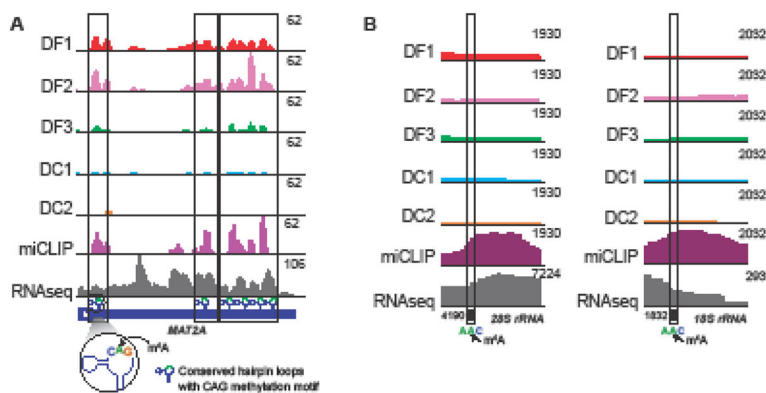 A
B
DF1 62
DF2 62
DF3 62
DC1 62
DC2 62
miCLIP 62
RNAseq 106
MAT2A
CAG
m⁶A
Conserved hairpin loops
with CAG methylation motif
DF1 1930
DF2 1930
DF3 1930
DC1 1930
DC2 1930
miCLIP 1930
RNAseq 7224
4190 28S rRNA
AAC
m⁶A
DF1 2032
DF2 2032
DF3 2032
DC1 2032
DC2 2032
miCLIP 2032
RNAseq 293
1832 18S rRNA
AAC
m⁶A